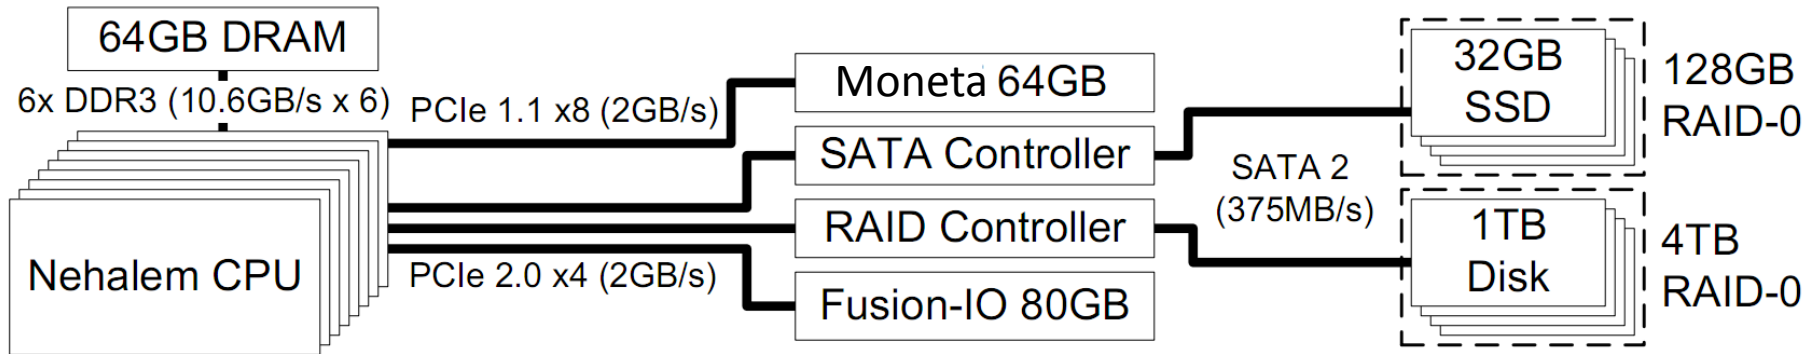 64GB DRAM
6x DDR3 (10.6GB/s x 6)
Nehalem CPU
PCIe 1.1 x8 (2GB/s)
PCIe 2.0 x4 (2GB/s)
Moneta 64GB
SATA Controller
RAID Controller
Fusion-IO 80GB
SATA 2
(375MB/s)
32GB
SSD
128GB
RAID-0
1TB
Disk
4TB
RAID-0